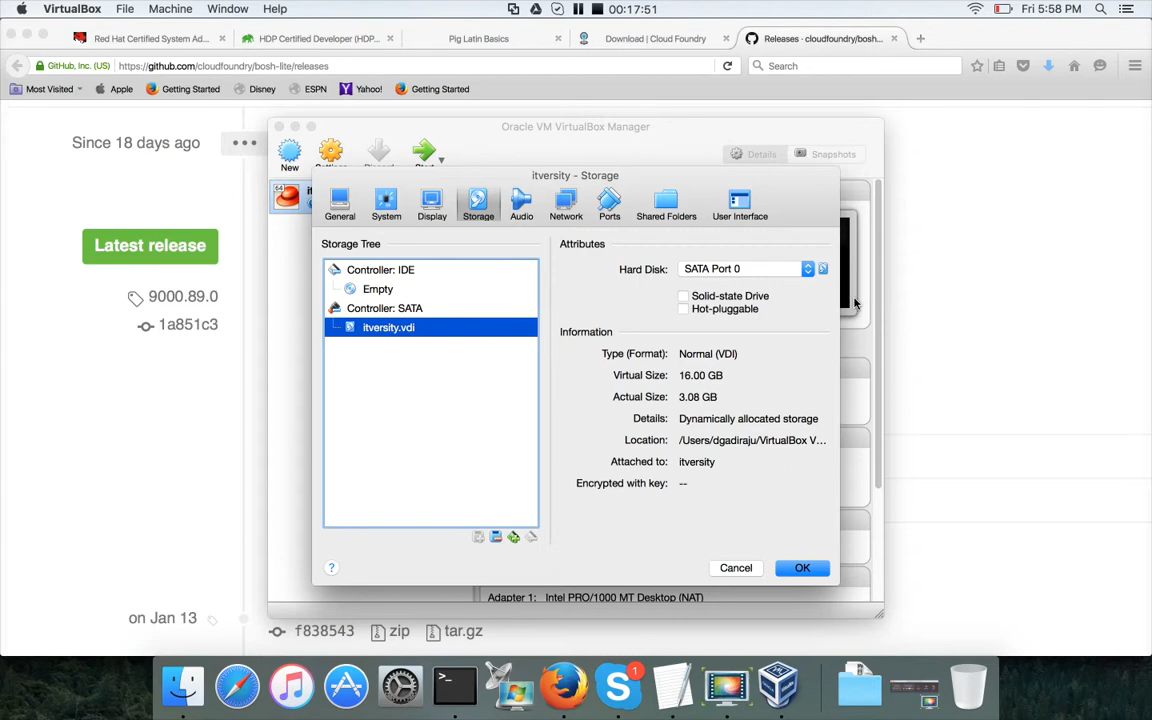 VirtualBox File Machine Window Help 00:17:51 Fri 5:58 PM
Red Hat Certified System Ad... × HDP Certified Developer (HDP... × Pig Latin Basics × Download | Cloud Foundry × Releases · cloudfoundry/bosh... ×
GitHub, Inc. (US) https://github.com/cloudfoundry/bosh-lite/releases Search
Most Visited Apple Getting Started Disney ESPN Yahoo! Getting Started
Since 18 days ago
Latest release
9000.89.0
1a851c3
on Jan 13
f838543 zip tar.gz
Oracle VM VirtualBox Manager
New Start Details Snapshots
64
itversity - Storage
General System Display Storage Audio Network Ports Shared Folders User Interface
Storage Tree
Controller: IDE
Empty
Controller: SATA
itversity.vdi
Attributes
Hard Disk: SATA Port 0
Solid-state Drive
Hot-pluggable
Information
Type (Format): Normal (VDI)
Virtual Size: 16.00 GB
Actual Size: 3.08 GB
Details: Dynamically allocated storage
Location: /Users/dgadiraju/VirtualBox V...
Attached to: itversity
Encrypted with key: --
? Cancel OK
Adapter 1: Intel PRO/1000 MT Desktop (NAT)
1